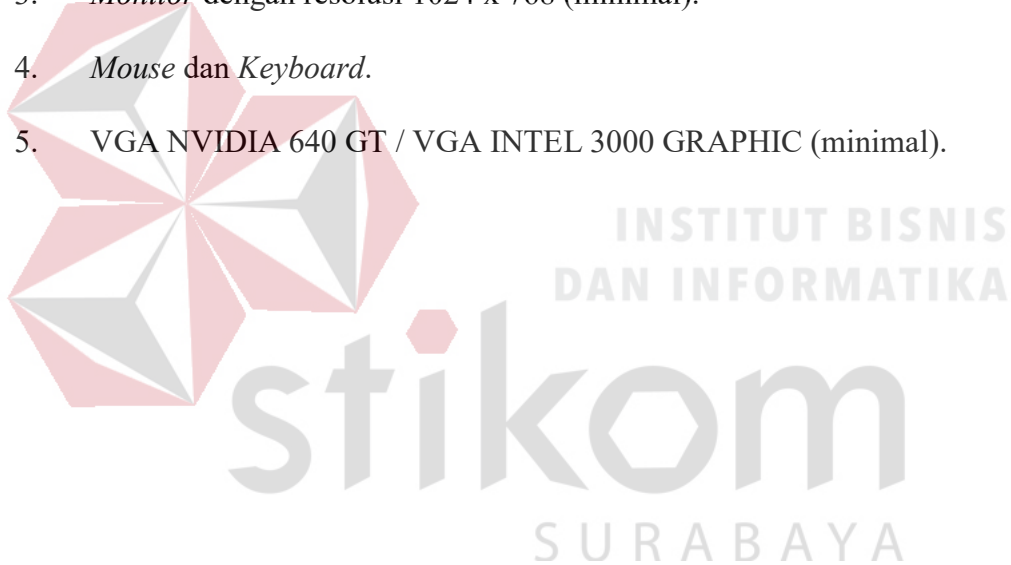 3. Monitor dengan resolusi 1024 x 768 (minimal).
4. Mouse dan Keyboard.
5. VGA NVIDIA 640 GT / VGA INTEL 3000 GRAPHIC (minimal).
INSTITUT BISNIS
DAN INFORMATIKA
stikom
SURABAYA